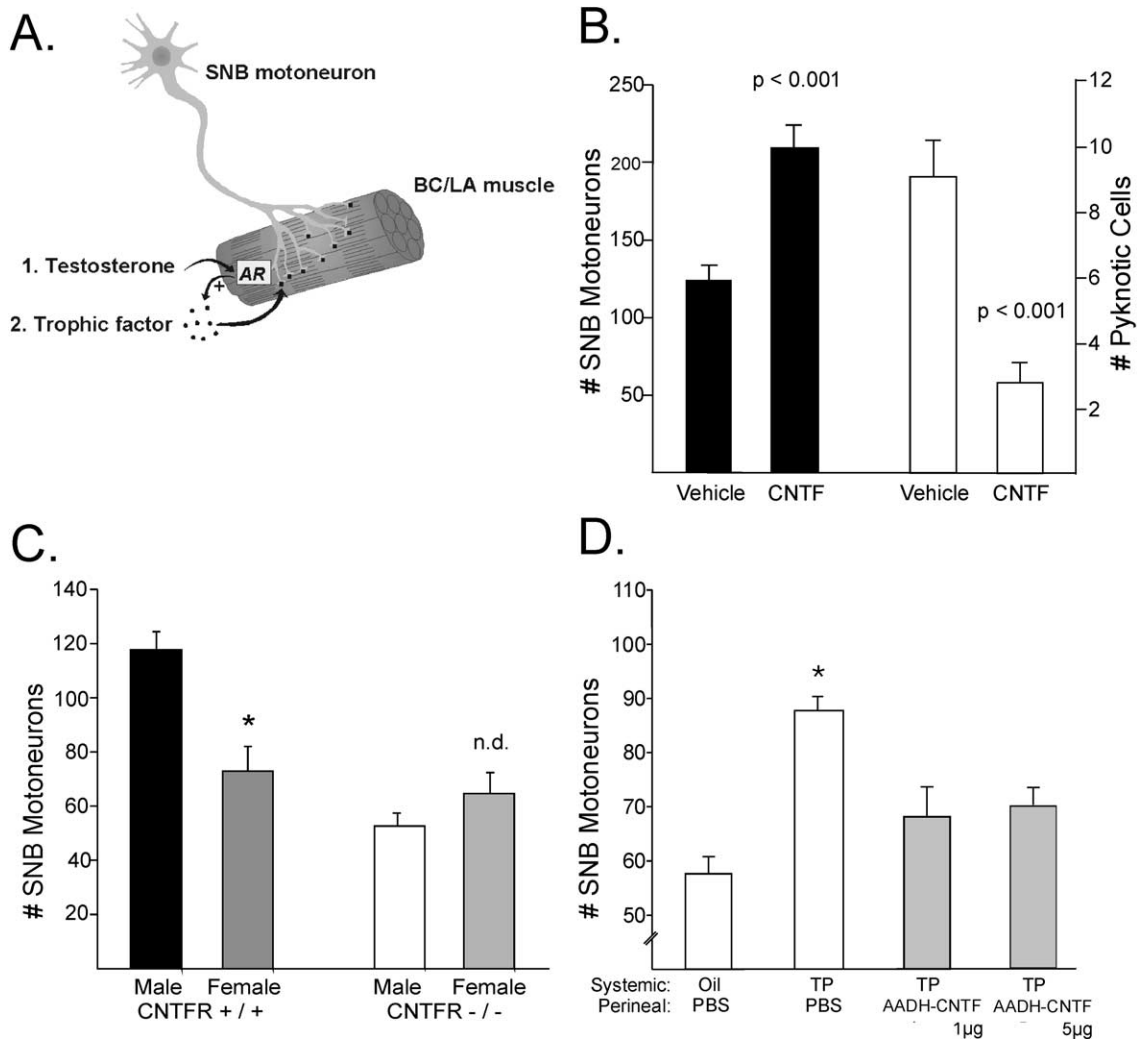 A.
SNB motoneuron
BC/LA muscle
1. Testosterone
AR
+
2. Trophic factor
B.
# SNB Motoneurons
250
200
150
100
50
p < 0.001
p < 0.001
12
10
8
6
4
2
# Pyknotic Cells
Vehicle CNTF Vehicle CNTF
C.
# SNB Motoneurons
140
120
100
80
60
40
20
*
n.d.
Male Female Male Female
CNTFR + / + CNTFR - / -
D.
# SNB Motoneurons
110
100
90
80
70
60
50
*
Systemic: Oil TP TP TP
Perineal: PBS PBS AADH-CNTF AADH-CNTF
1µg 5µg